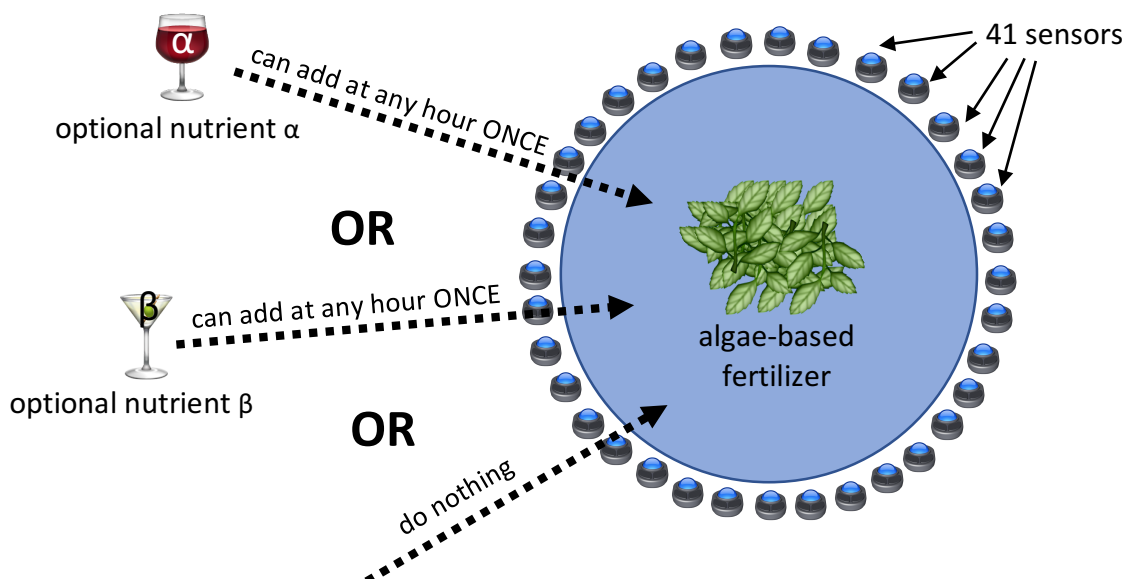 α
can add at any hour ONCE
41 sensors
optional nutrient α
OR
β
can add at any hour ONCE
algae-based
fertilizer
optional nutrient β
OR
do nothing